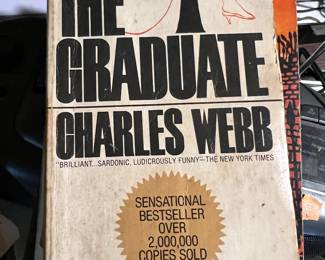 THE
GRADUATE
CHARLES WEBB
"BRILLIANT...SARDONIC, LUDICROUSLY FUNNY"—THE NEW YORK TIMES
SENSATIONAL
BESTSELLER
OVER
2,000,000
COPIES SOLD